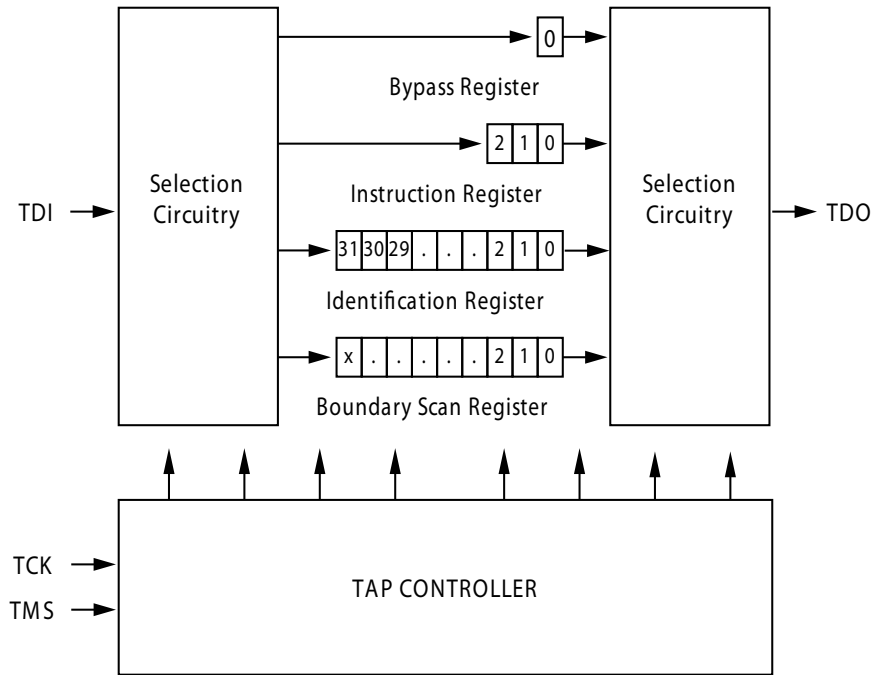 0
Bypass Register
2 1 0
Selection
Circuitry
Selection
Circuitry
TDI
Instruction Register
TDO
31 30 29 . . . 2 1 0
Identification Register
x . . . . . 2 1 0
Boundary Scan Register
TCK
TAP CONTROLLER
TMS